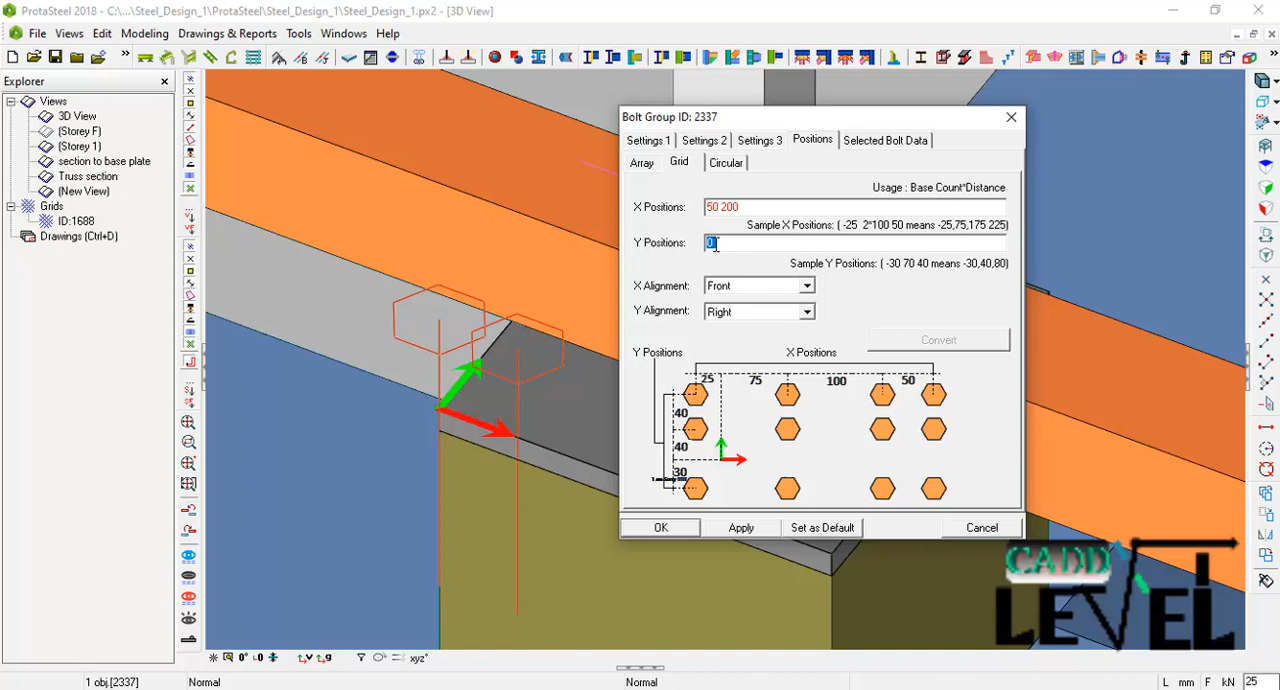 ProtaSteel 2018 - C:\...\Steel_Design_1\ProtaSteel\Steel_Design_1\Steel_Design_1.px2 - [3D View]
File Views Edit Modeling Drawings & Reports Tools Windows Help
Explorer
Views
3D View
(Storey F)
(Storey 1)
section to base plate
Truss section
(New View)
Grids
ID:1688
Drawings (Ctrl+D)
Bolt Group ID: 2337
Settings 1 Settings 2 Settings 3 Positions Selected Bolt Data
Array Grid Circular
Usage : Base Count*Distance
X Positions: 50 200
Sample X Positions: ( -25 2*100 50 means -25,75,175 225)
Y Positions: 0
Sample Y Positions: ( -30 70 40 means -30,40,80)
X Alignment: Front
Y Alignment: Right
Convert
Y Positions X Positions
25 75 100 50
40
40
30
OK Apply Set as Default Cancel
CADD
LEVEL
xyz°
1 obj.[2337] Normal Normal L mm F kN 25